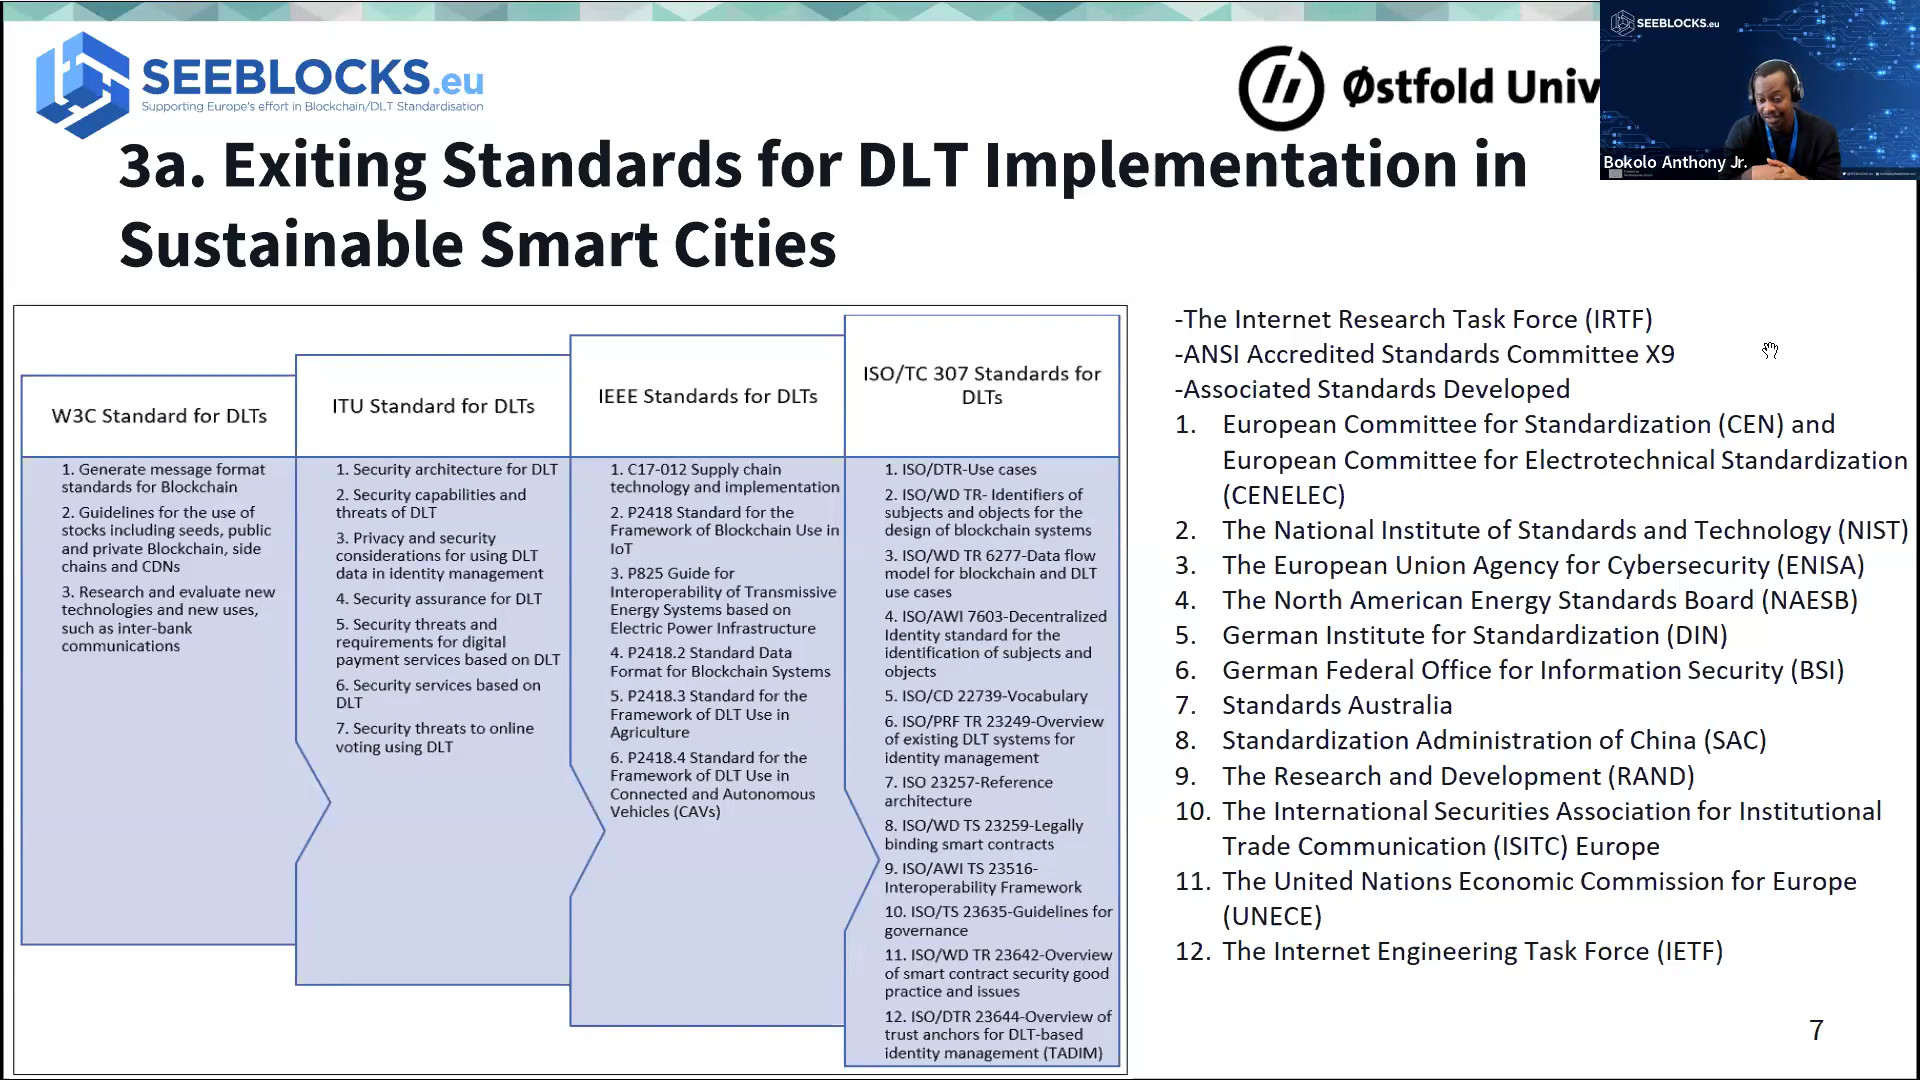 SEEBLOCKS.eu
Supporting Europe's effort in Blockchain/DLT Standardisation
Østfold Univ
SEEBLOCKS.eu
Bokolo Anthony Jr.
3a. Exiting Standards for DLT Implementation in
Sustainable Smart Cities
W3C Standard for DLTs
1. Generate message format
standards for Blockchain
2. Guidelines for the use of
stocks including seeds, public
and private Blockchain, side
chains and CDNs
3. Research and evaluate new
technologies and new uses,
such as inter-bank
communications
ITU Standard for DLTs
1. Security architecture for DLT
2. Security capabilities and
threats of DLT
3. Privacy and security
considerations for using DLT
data in identity management
4. Security assurance for DLT
5. Security threats and
requirements for digital
payment services based on DLT
6. Security services based on
DLT
7. Security threats to online
voting using DLT
IEEE Standards for DLTs
1. C17-012 Supply chain
technology and implementation
2. P2418 Standard for the
Framework of Blockchain Use in
IoT
3. P825 Guide for
Interoperability of Transmissive
Energy Systems based on
Electric Power Infrastructure
4. P2418.2 Standard Data
Format for Blockchain Systems
5. P2418.3 Standard for the
Framework of DLT Use in
Agriculture
6. P2418.4 Standard for the
Framework of DLT Use in
Connected and Autonomous
Vehicles (CAVs)
ISO/TC 307 Standards for
DLTs
1. ISO/DTR-Use cases
2. ISO/WD TR- Identifiers of
subjects and objects for the
design of blockchain systems
3. ISO/WD TR 6277-Data flow
model for blockchain and DLT
use cases
4. ISO/AWI 7603-Decentralized
Identity standard for the
identification of subjects and
objects
5. ISO/CD 22739-Vocabulary
6. ISO/PRF TR 23249-Overview
of existing DLT systems for
identity management
7. ISO 23257-Reference
architecture
8. ISO/WD TS 23259-Legally
binding smart contracts
9. ISO/AWI TS 23516-
Interoperability Framework
10. ISO/TS 23635-Guidelines for
governance
11. ISO/WD TR 23642-Overview
of smart contract security good
practice and issues
12. ISO/DTR 23644-Overview of
trust anchors for DLT-based
identity management (TADIM)
-The Internet Research Task Force (IRTF)
-ANSI Accredited Standards Committee X9
-Associated Standards Developed
1. European Committee for Standardization (CEN) and
European Committee for Electrotechnical Standardization
(CENELEC)
2. The National Institute of Standards and Technology (NIST)
3. The European Union Agency for Cybersecurity (ENISA)
4. The North American Energy Standards Board (NAESB)
5. German Institute for Standardization (DIN)
6. German Federal Office for Information Security (BSI)
7. Standards Australia
8. Standardization Administration of China (SAC)
9. The Research and Development (RAND)
10. The International Securities Association for Institutional
Trade Communication (ISITC) Europe
11. The United Nations Economic Commission for Europe
(UNECE)
12. The Internet Engineering Task Force (IETF)
7